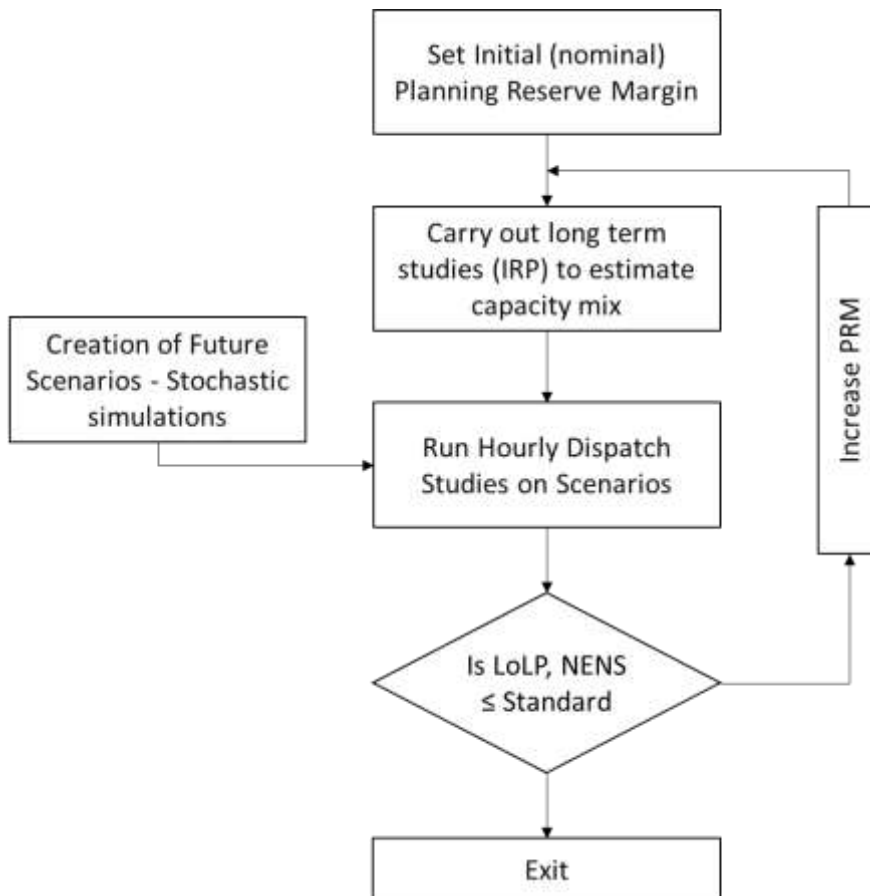 Set Initial (nominal)
Planning Reserve Margin
Carry out long term
studies (IRP) to estimate
capacity mix
Creation of Future
Scenarios - Stochastic
simulations
Run Hourly Dispatch
Studies on Scenarios
Increase PRM
Is LoLP, NENS
≤ Standard
Exit